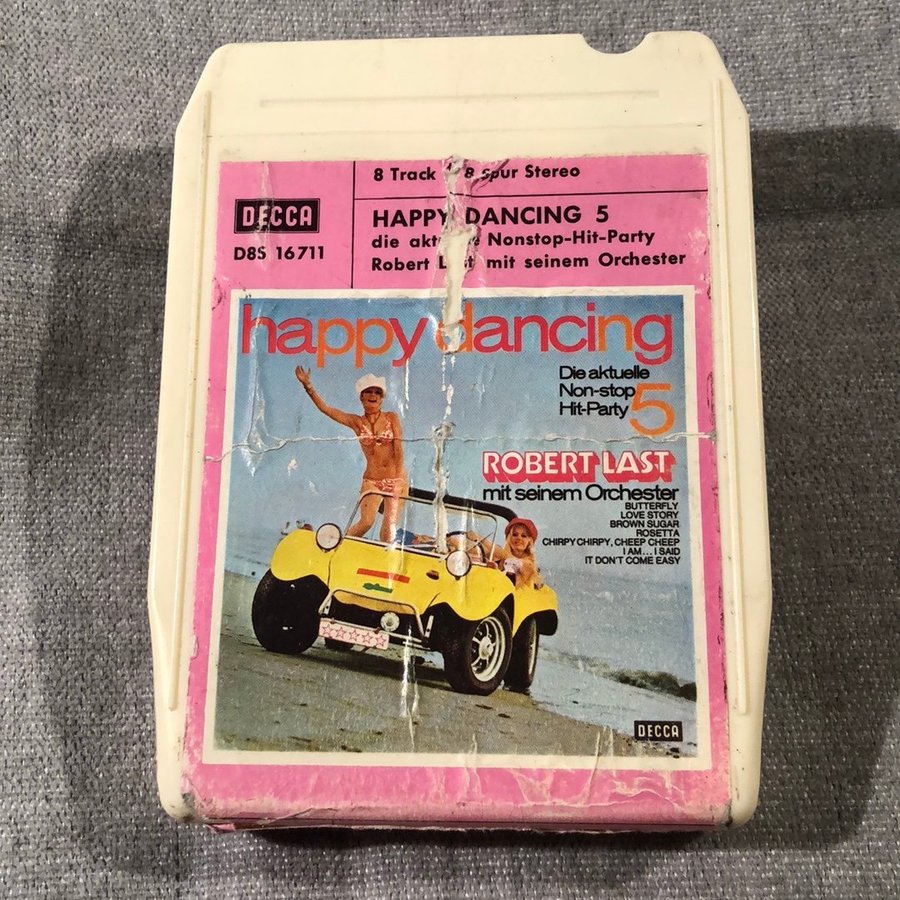 8 Track 8 Spur Stereo
DECCA
D8S 16711
HAPPY DANCING 5
die Nonstop-Hit-Party
Robert mit seinem Orchester
happy dancing
Die aktuelle
Non-stop
Hit-Party 5
ROBERT LAST
mit seinem Orchester
BUTTERFLY
LOVE STORY
BROWN SUGAR
ROSETTA
CHIRPY CHIRPY, CHEEP CHEEP
I AM... I SAID
IT DON'T COME EASY
DECCA